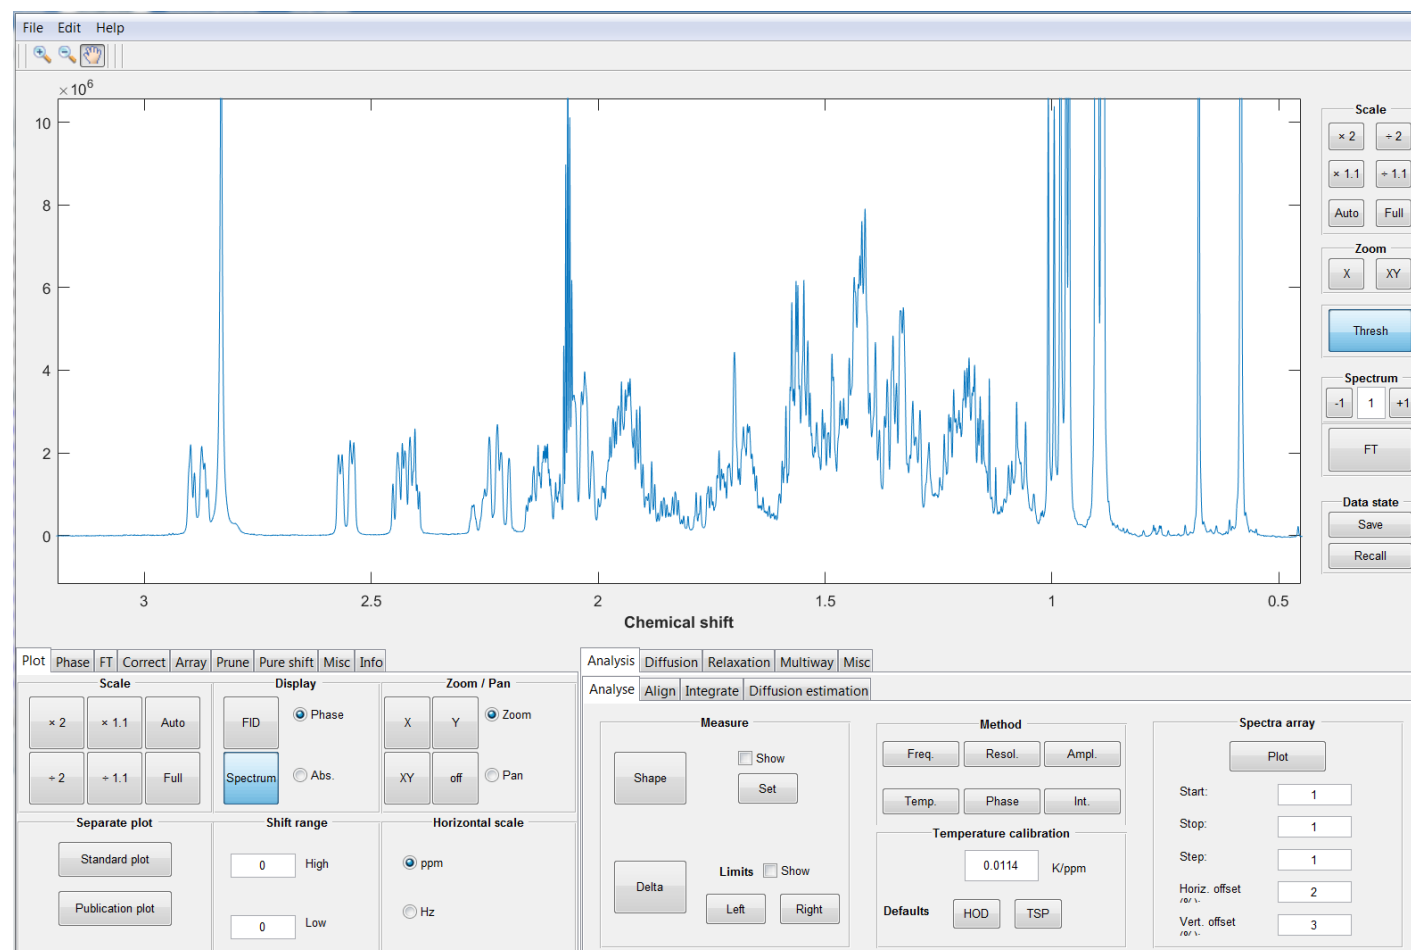 File Edit Help
× 10⁶
10
8
6
4
2
0
3 2.5 2 1.5 1 0.5
Chemical shift
Scale
× 2 ÷ 2
× 1.1 ÷ 1.1
Auto Full
Zoom
X XY
Thresh
Spectrum
-1 1 +1
FT
Data state
Save
Recall
Plot Phase FT Correct Array Prune Pure shift Misc Info
Scale Display Zoom / Pan
× 2 × 1.1 Auto FID Phase X Y Zoom
÷ 2 ÷ 1.1 Full Spectrum Abs. XY off Pan
Separate plot Shift range Horizontal scale
Standard plot 0 High ppm
Publication plot 0 Low Hz
Analysis Diffusion Relaxation Multiway Misc
Analyse Align Integrate Diffusion estimation
Measure
Shape Show
Set
Delta Limits Show
Left Right
Method
Freq. Resol. Ampl.
Temp. Phase Int.
Temperature calibration
0.0114 K/ppm
Defaults HOD TSP
Spectra array
Plot
Start: 1
Stop: 1
Step: 1
Horiz. offset 2
Vert. offset 3